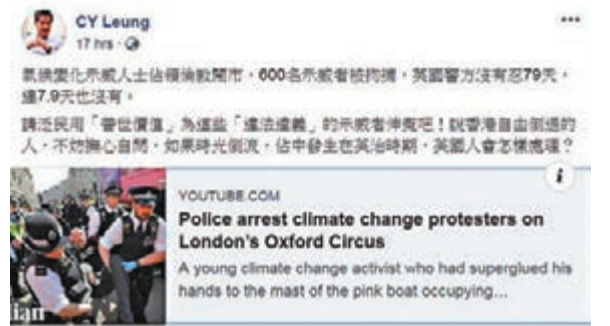 CY Leung
17 hrs
氣候變化示威人士佔領倫敦鬧市，600名示威者被拘捕，英國警方沒有忍79天，
連7.9天也沒有。
請泛民用「普世價值」為這些「違法達義」的示威者伸冤吧！說香港自由倒退的
人，不妨撫心自問，如果時光倒流，佔中發生在英治時期，英國人會怎樣處理？
YOUTUBE.COM
Police arrest climate change protesters on
London's Oxford Circus
A young climate change activist who had superglued his
hands to the mast of the pink boat occupying...
ian